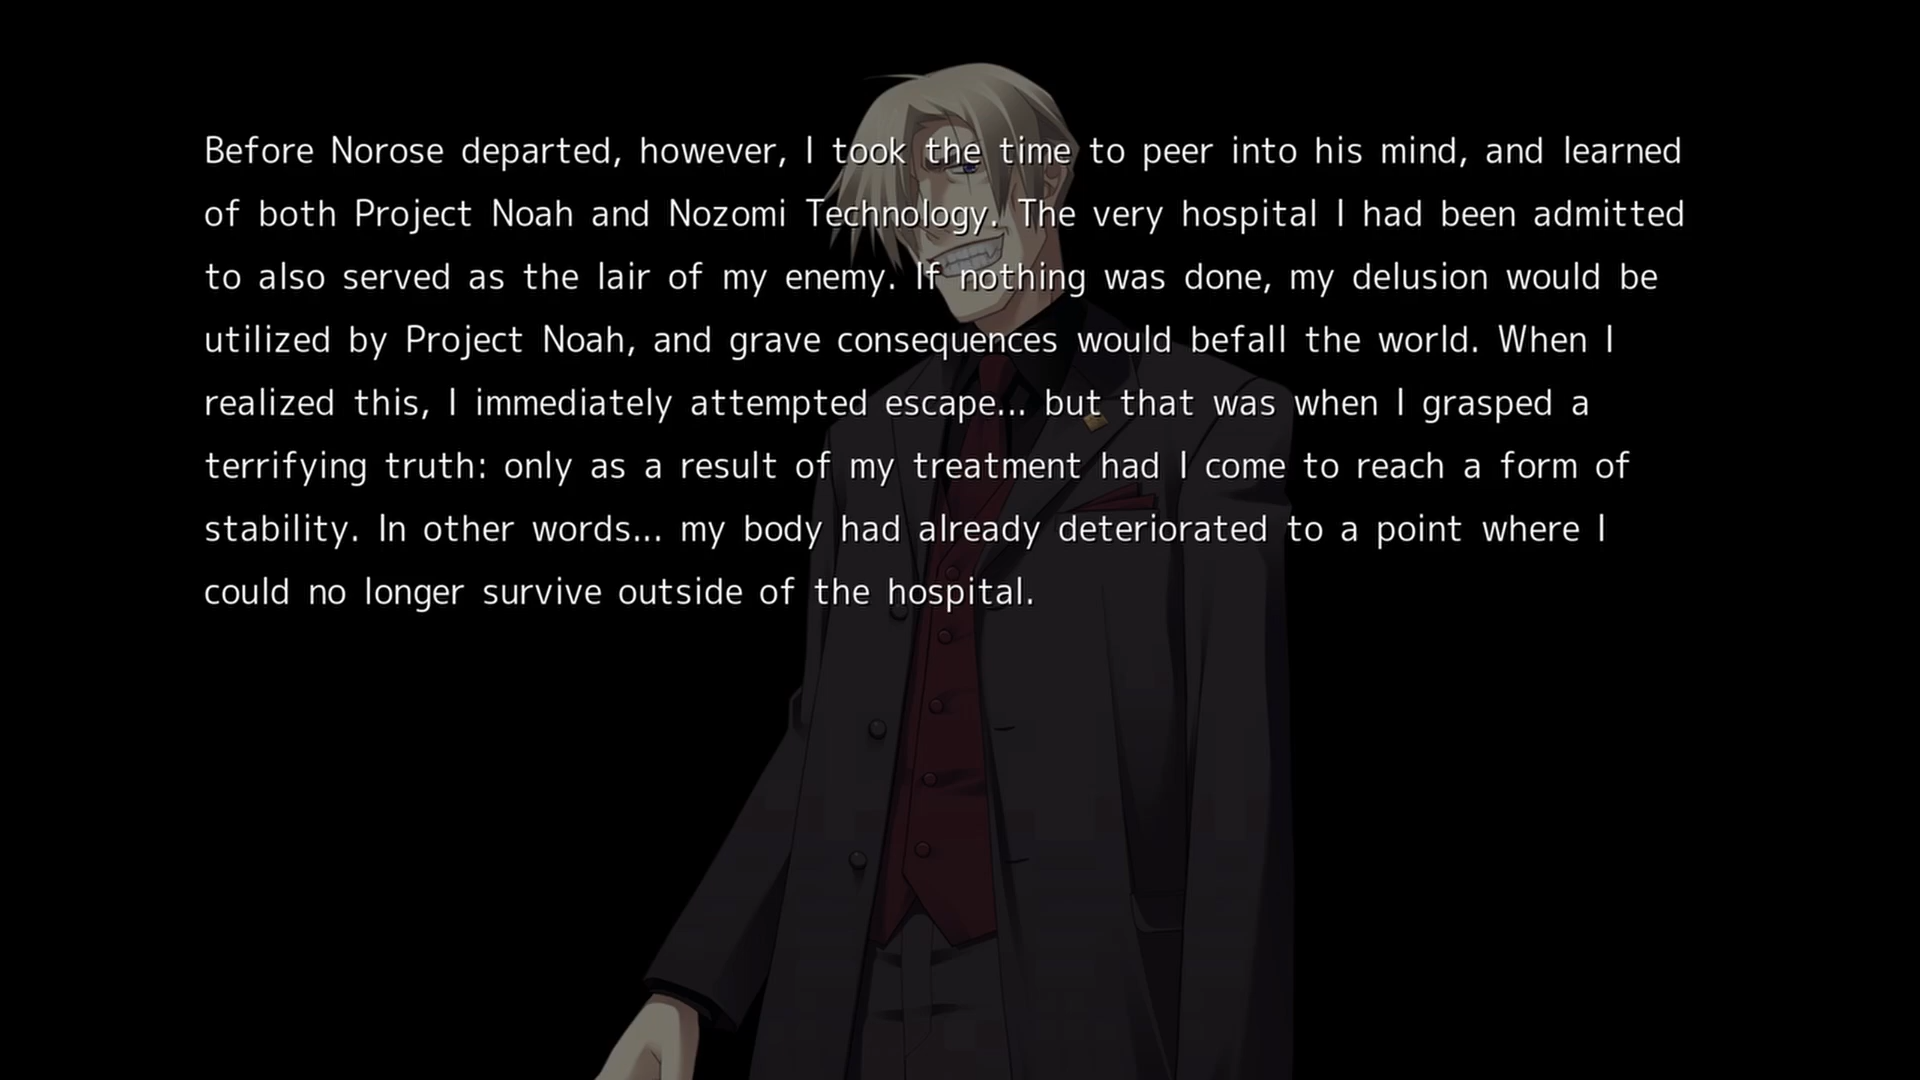 Before Norose departed, however, I took the time to peer into his mind, and learned
of both Project Noah and Nozomi Technology. The very hospital I had been admitted
to also served as the lair of my enemy. If nothing was done, my delusion would be
utilized by Project Noah, and grave consequences would befall the world. When I
realized this, I immediately attempted escape... but that was when I grasped a
terrifying truth: only as a result of my treatment had I come to reach a form of
stability. In other words... my body had already deteriorated to a point where I
could no longer survive outside of the hospital.